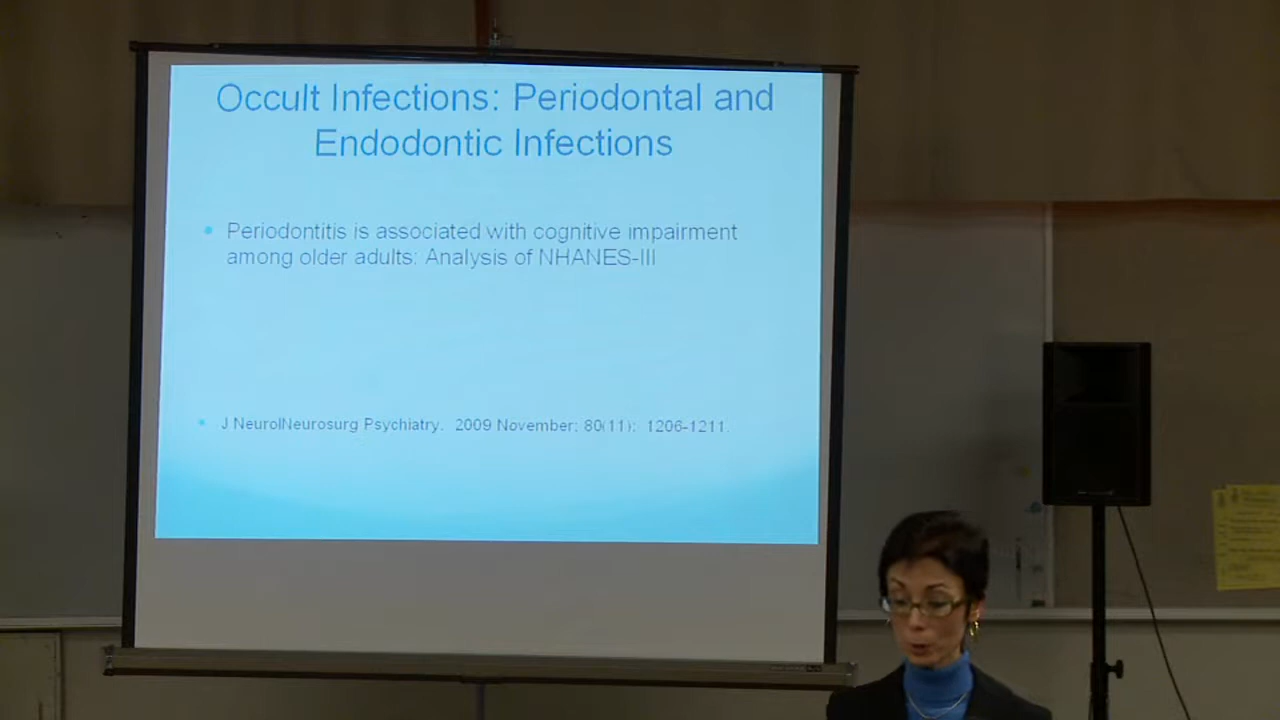 Occult Infections: Periodontal and
Endodontic Infections
Periodontitis is associated with cognitive impairment
among older adults: Analysis of NHANES-III
J NeurolNeurosurg Psychiatry. 2009 November; 80(11): 1206-1211.